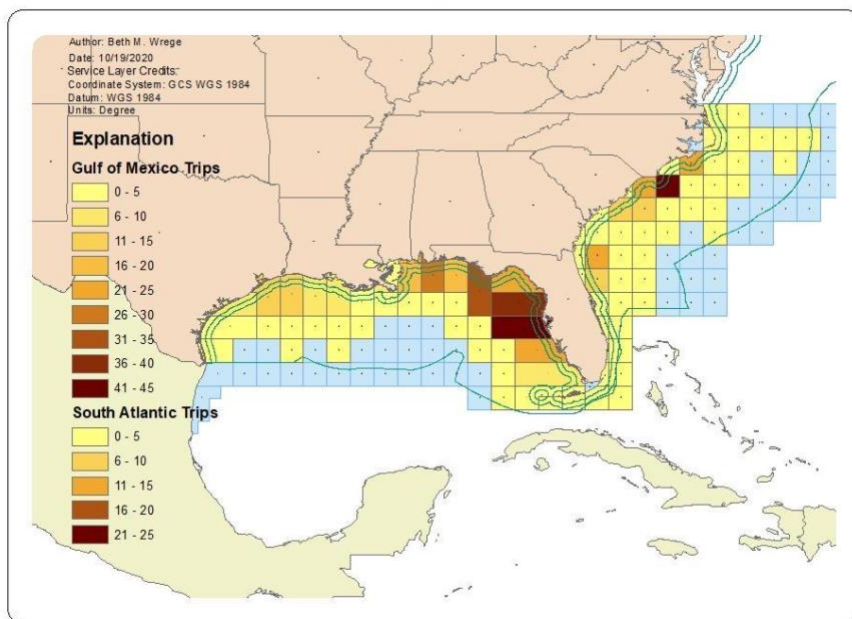 Author: Beth M. Wrege
Date: 10/19/2020
Service Layer Credits:
Coordinate System: GCS WGS 1984
Datum: WGS 1984
Units: Degree
Explanation
Gulf of Mexico Trips
0 - 5
6 - 10
11 - 15
16 - 20
21 - 25
26 - 30
31 - 35
36 - 40
41 - 45
South Atlantic Trips
0 - 5
6 - 10
11 - 15
16 - 20
21 - 25